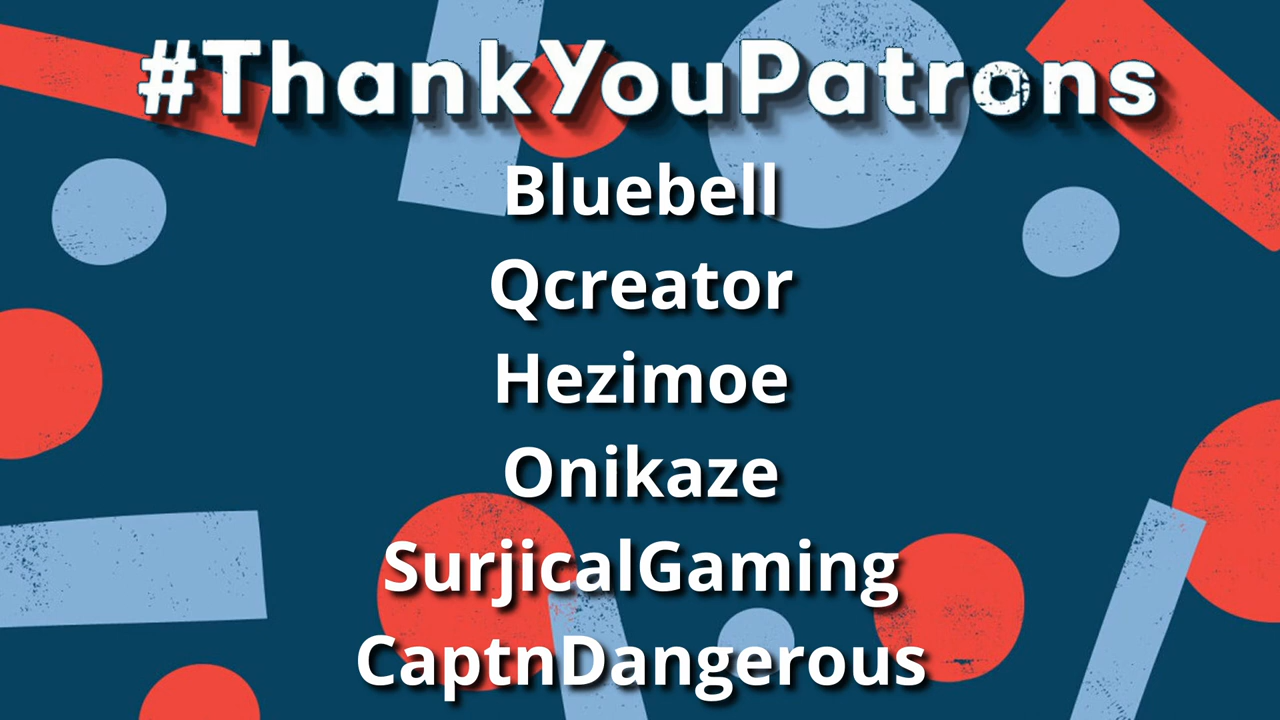 #ThankYouPatrons
Bluebell
Qcreator
Hezimoe
Onikaze
SurjicalGaming
CaptnDangerous